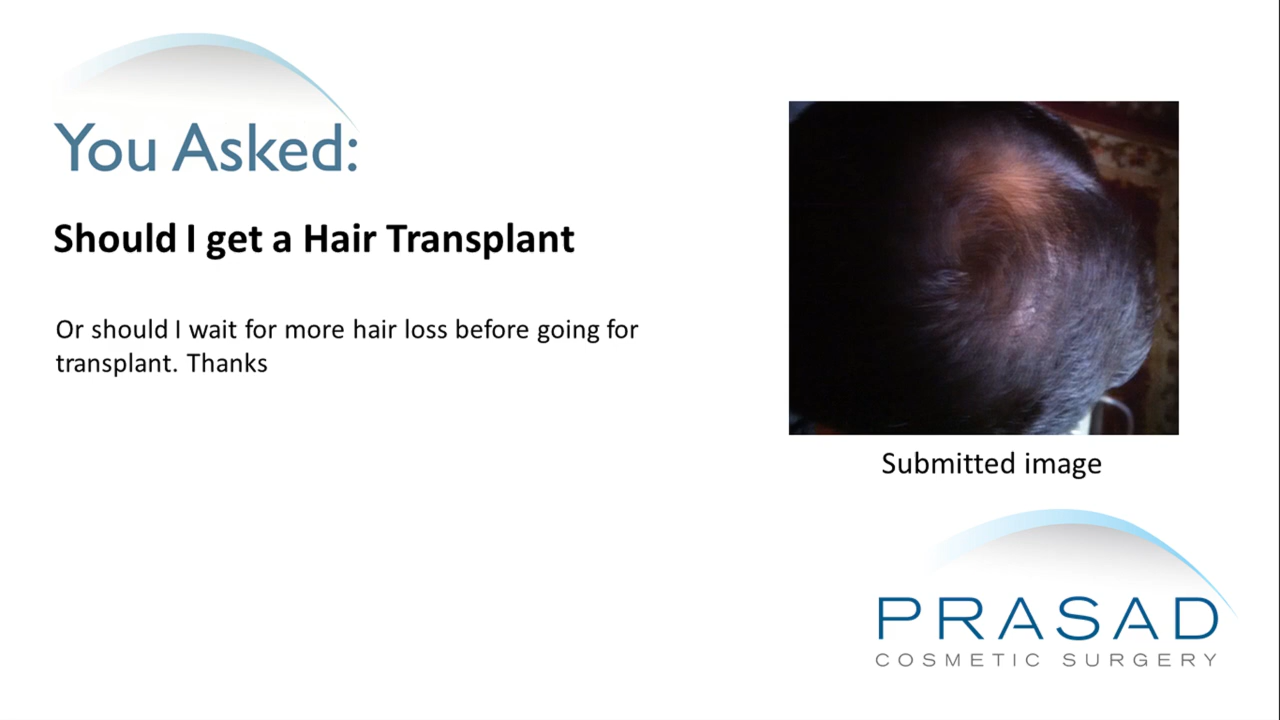 You Asked:
Should I get a Hair Transplant
Or should I wait for more hair loss before going for
transplant. Thanks
Submitted image
PRASAD
COSMETIC SURGERY